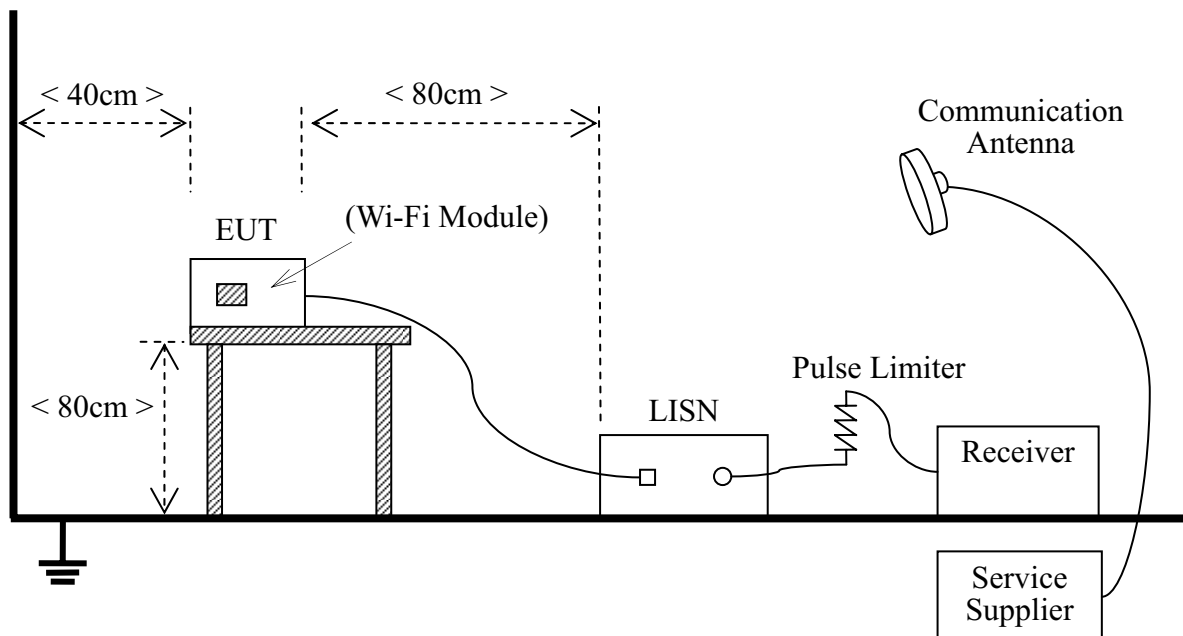 < 40cm >
< 80cm >
Communication
Antenna
(Wi-Fi Module)
EUT
Pulse Limiter
< 80cm >
LISN
Receiver
Service
Supplier